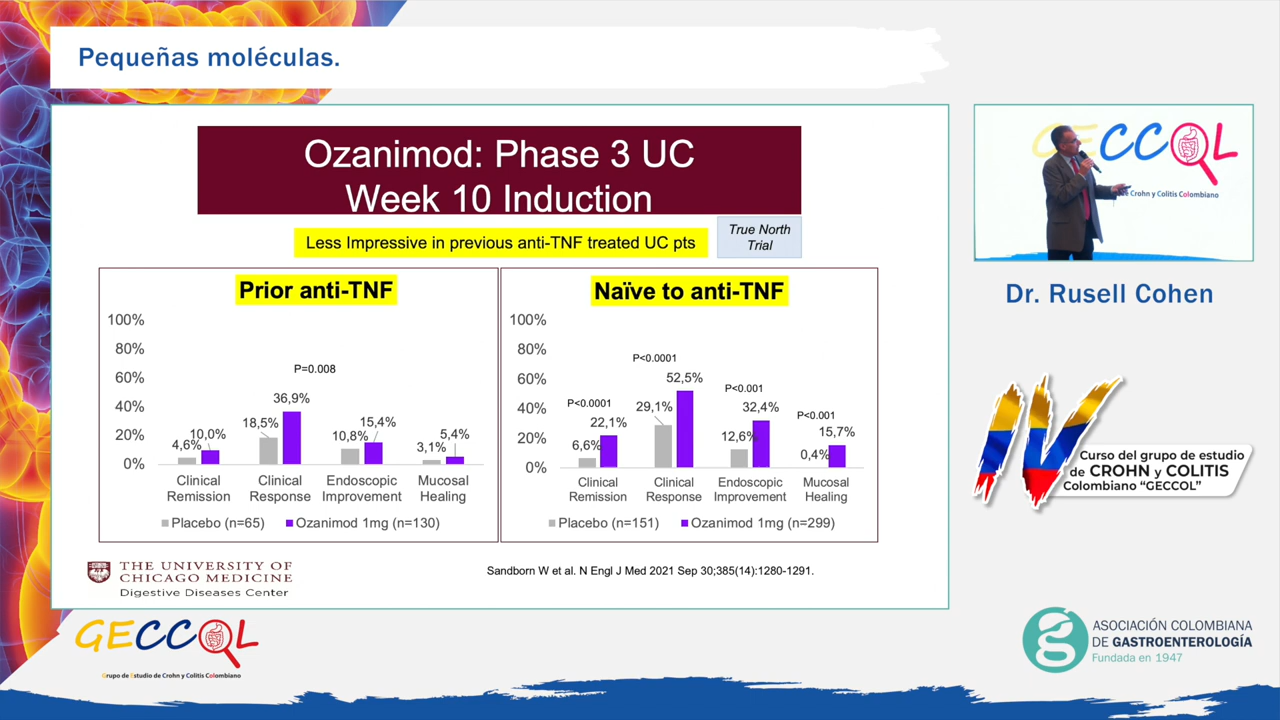 Pequeñas moléculas.
Ozanimod: Phase 3 UC
Week 10 Induction
Less Impressive in previous anti-TNF treated UC pts
True North
Trial
Prior anti-TNF
100%
80%
60%
40%
20%
0%
P=0.008
4,6%
10,0%
18,5%
36,9%
10,8%
15,4%
3,1%
5,4%
Clinical
Remission
Clinical
Response
Endoscopic
Improvement
Mucosal
Healing
Placebo (n=65)
Ozanimod 1mg (n=130)
Naïve to anti-TNF
100%
80%
60%
40%
20%
0%
P<0.0001
6,6%
22,1%
P<0.0001
29,1%
52,5%
P<0.001
12,6%
32,4%
P<0.001
0,4%
15,7%
Clinical
Remission
Clinical
Response
Endoscopic
Improvement
Mucosal
Healing
Placebo (n=151)
Ozanimod 1mg (n=299)
THE UNIVERSITY OF
CHICAGO MEDICINE
Digestive Diseases Center
Sandborn W et al. N Engl J Med 2021 Sep 30;385(14):1280-1291.
GECCOL
de Crohn y Colitis Colombiano
Dr. Rusell Cohen
IV
Curso del grupo de estudio
de CROHN y COLITIS
Colombiano “GECCOL”
GECCOL
Grupo de Estudio de Crohn y Colitis Colombiano
ASOCIACIÓN COLOMBIANA
DE GASTROENTEROLOGÍA
Fundada en 1947